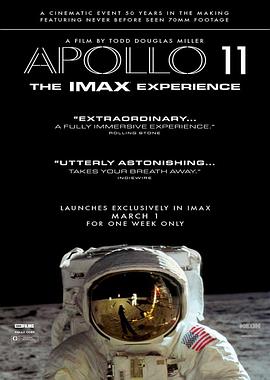 A CINEMATIC EVENT 50 YEARS IN THE MAKING
FEATURING NEVER BEFORE SEEN 70MM FOOTAGE
A FILM BY TODD DOUGLAS MILLER
APOLLO 11
THE IMAX EXPERIENCE
"EXTRAORDINARY...
A FULLY IMMERSIVE EXPERIENCE."
ROLLING STONE
"UTTERLY ASTONISHING...
TAKES YOUR BREATH AWAY."
INDIEWIRE
LAUNCHES EXCLUSIVELY IN IMAX
MARCH 1
FOR ONE WEEK ONLY